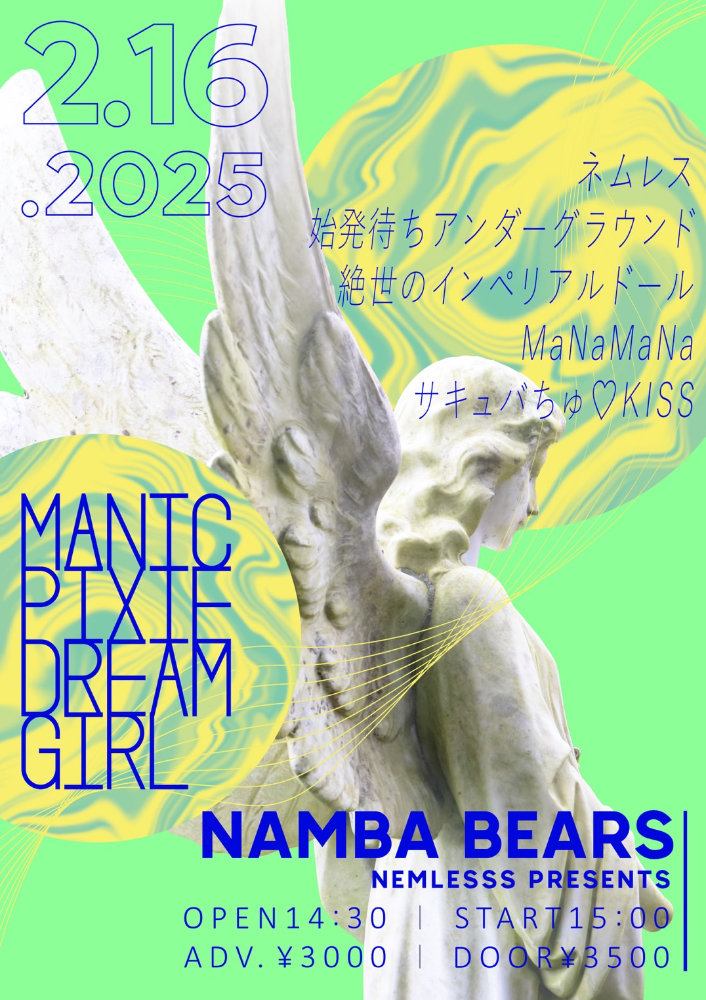 2.16
.2025
ネムレス
始発待ちアンダーグラウンド
絶世のインペリアルドール
MaNaMaNa
サキュバちゅ♡KISS
MANIC
PIXIE
DREAM
GIRL
NAMBA BEARS
NEMLESSS PRESENTS
OPEN14:30 | START15:00
ADV.¥3000 | DOOR¥3500